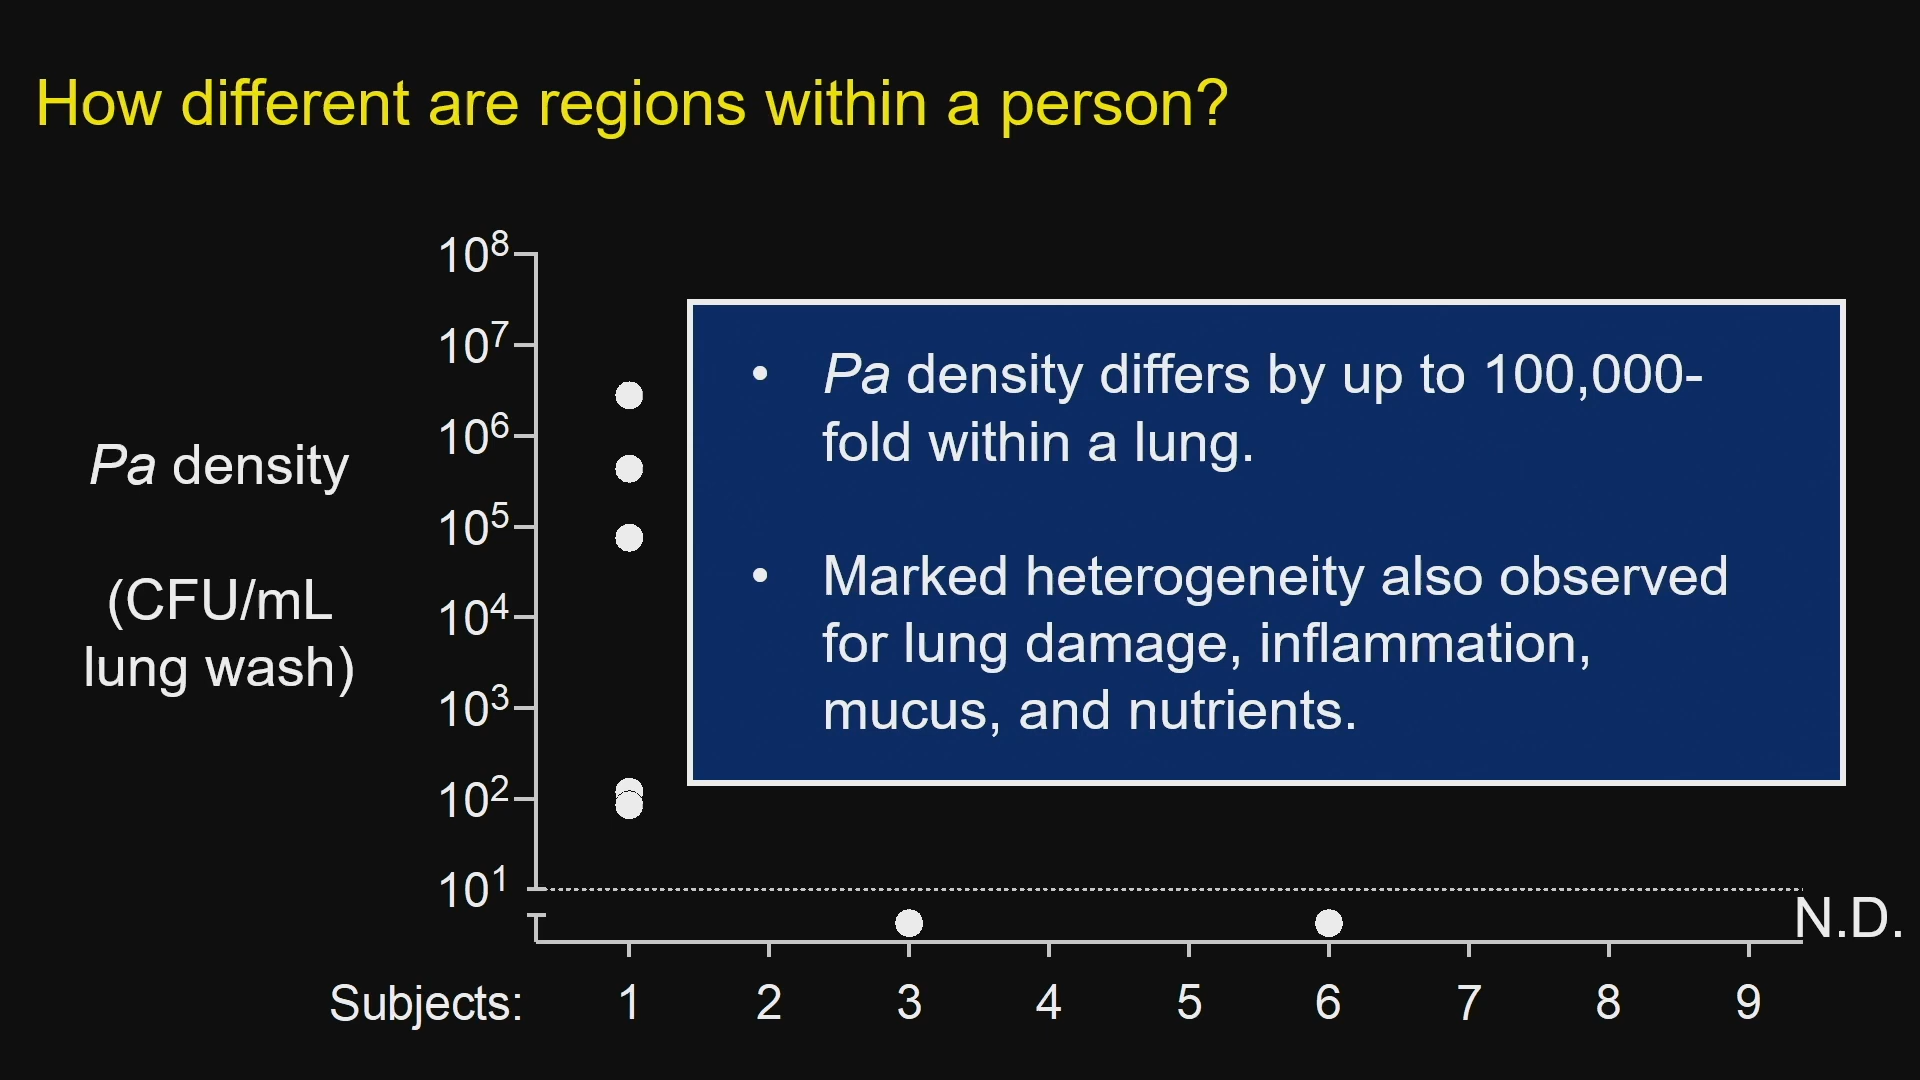 How different are regions within a person?
Pa density
(CFU/mL
lung wash)
10⁸
10⁷
10⁶
10⁵
10⁴
10³
10²
10¹
• Pa density differs by up to 100,000-
fold within a lung.
• Marked heterogeneity also observed
for lung damage, inflammation,
mucus, and nutrients.
N.D.
Subjects: 1 2 3 4 5 6 7 8 9